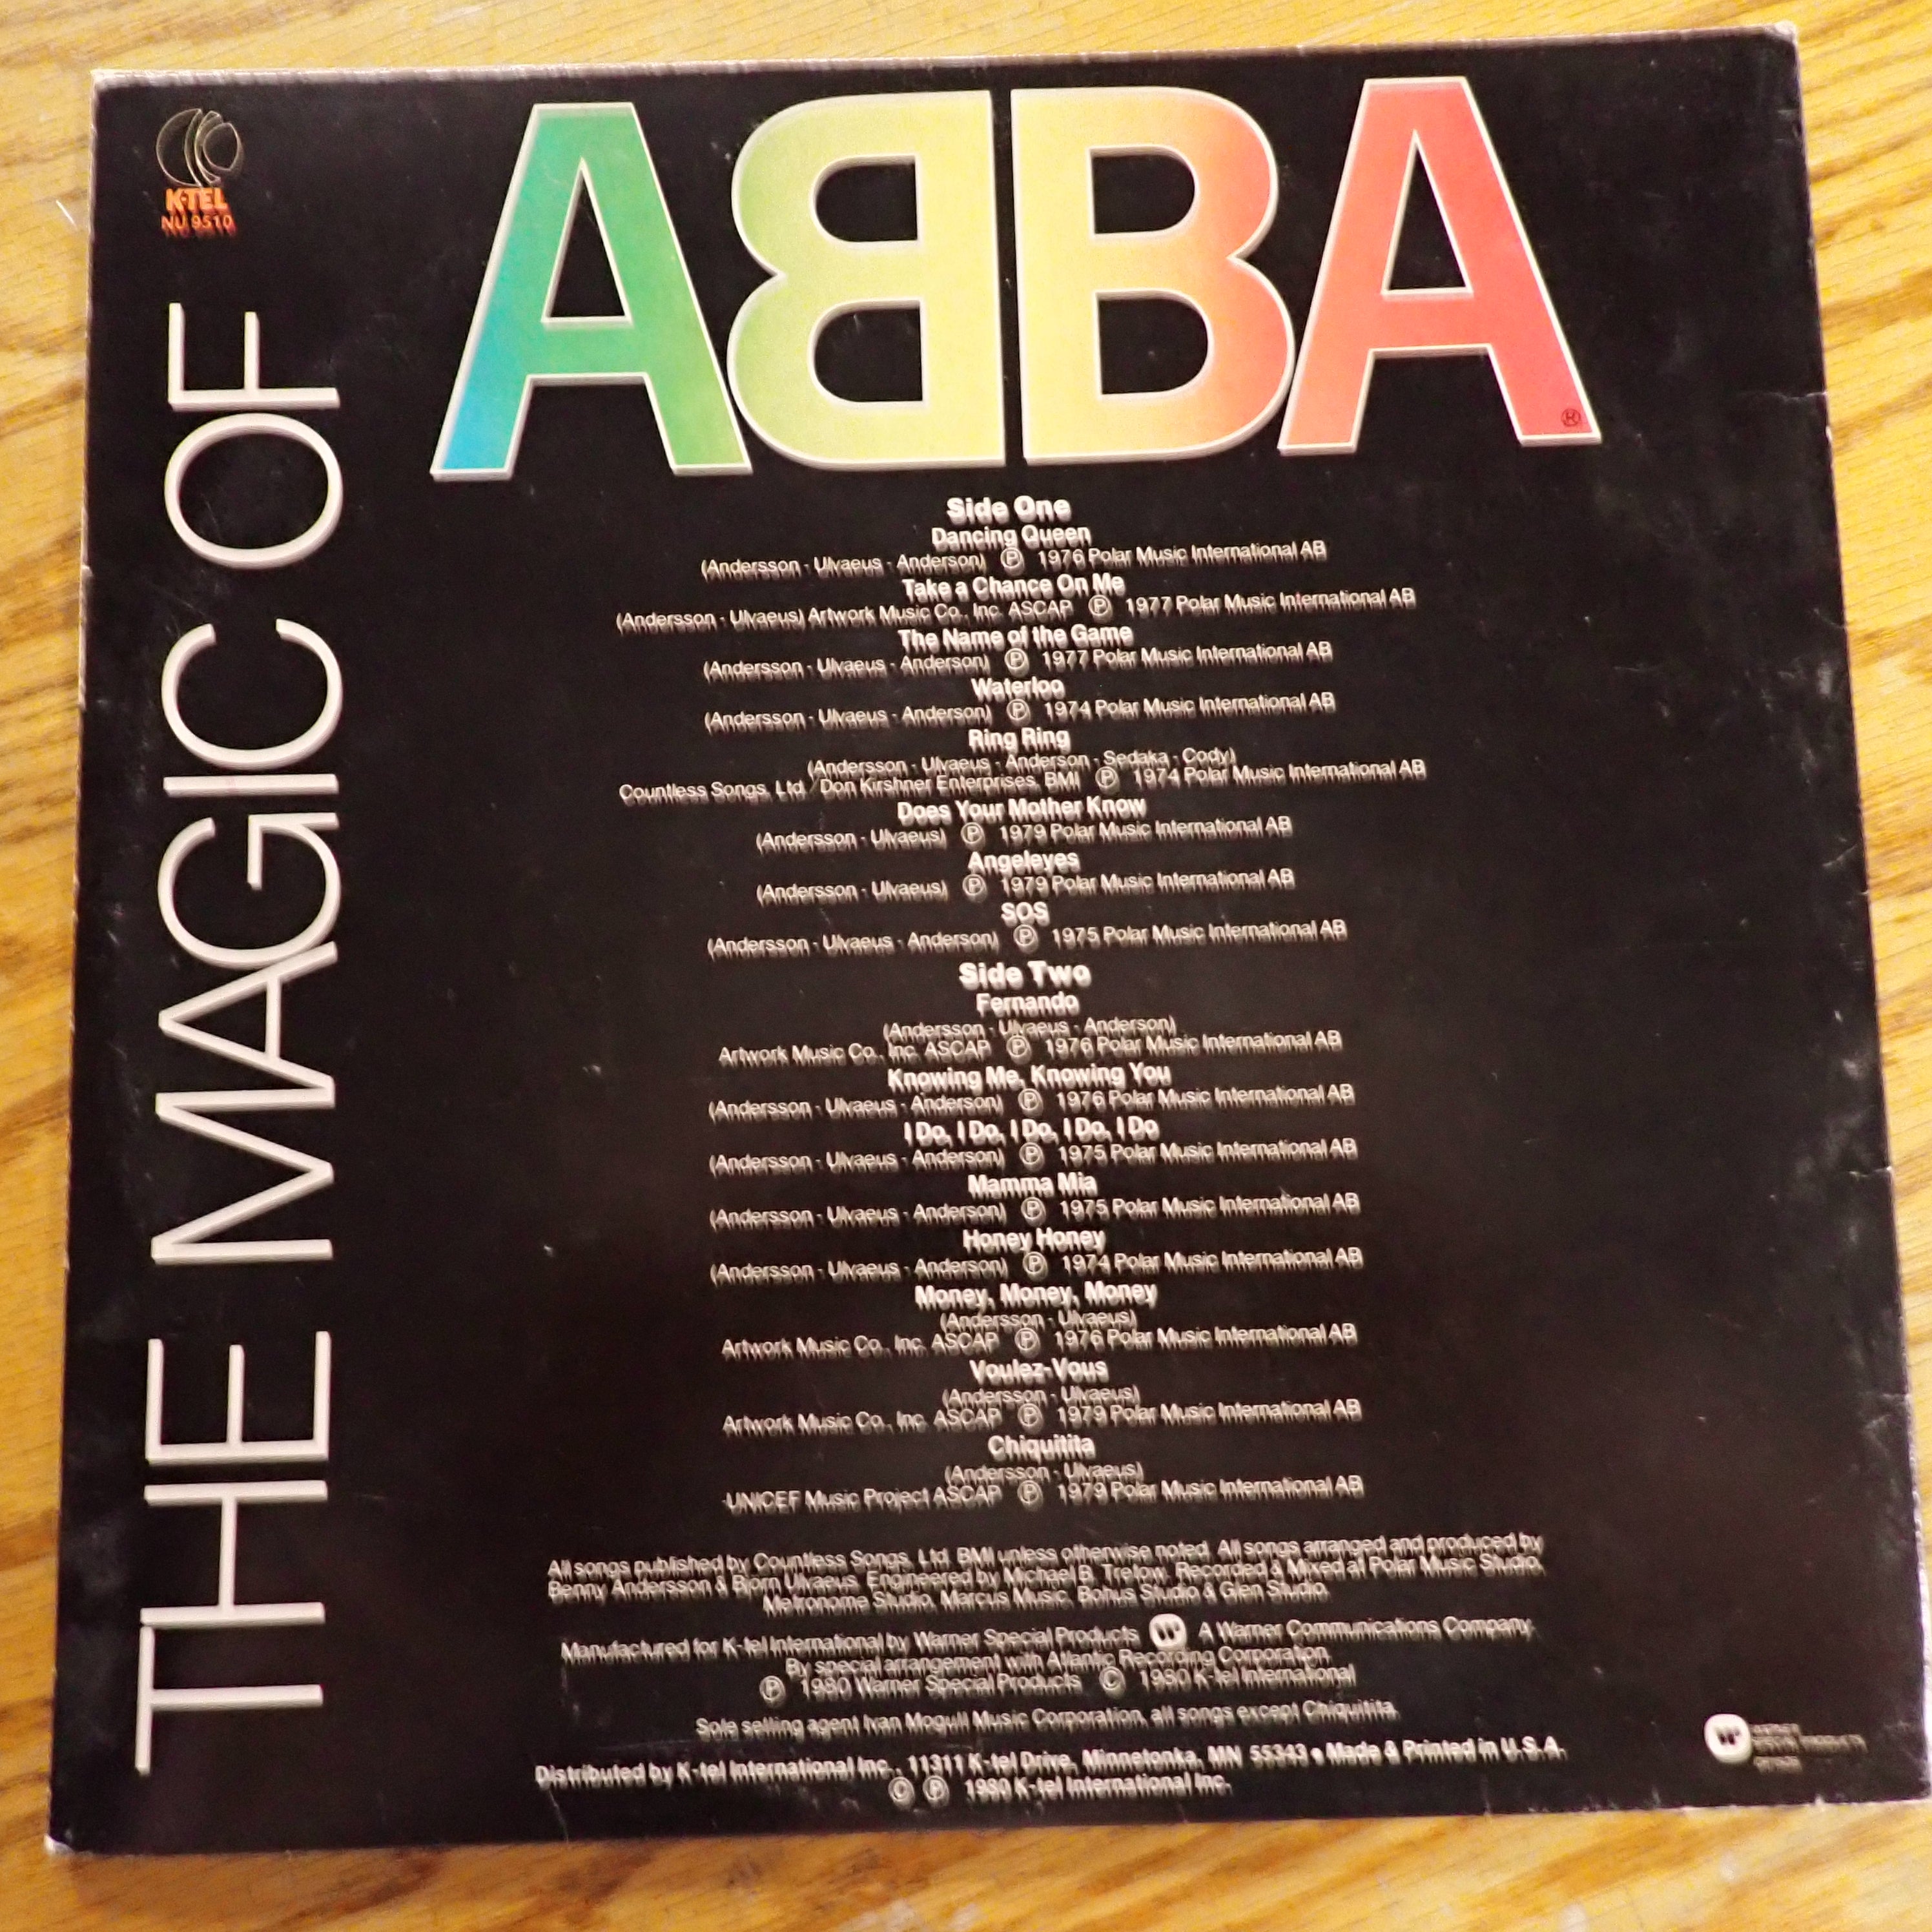 K-TEL
NU 9510
THE MAGIC OF
ABBA
®
Side One
Dancing Queen
(Andersson - Ulvaeus - Anderson) Ⓟ 1976 Polar Music International AB
Take a Chance On Me
(Andersson - Ulvaeus) Artwork Music Co., Inc. ASCAP Ⓟ 1977 Polar Music International AB
The Name of the Game
(Andersson - Ulvaeus - Anderson) Ⓟ 1977 Polar Music International AB
Waterloo
(Andersson - Ulvaeus - Anderson) Ⓟ 1974 Polar Music International AB
Ring Ring
(Andersson - Ulvaeus - Anderson - Sedaka - Cody)
Countless Songs, Ltd./Don Kirshner Enterprises, BMI Ⓟ 1974 Polar Music International AB
Does Your Mother Know
(Andersson - Ulvaeus) Ⓟ 1979 Polar Music International AB
Angeleyes
(Andersson - Ulvaeus) Ⓟ 1979 Polar Music International AB
SOS
(Andersson - Ulvaeus - Anderson) Ⓟ 1975 Polar Music International AB
Side Two
Fernando
(Andersson - Ulvaeus - Anderson)
Artwork Music Co., Inc. ASCAP Ⓟ 1976 Polar Music International AB
Knowing Me, Knowing You
(Andersson - Ulvaeus - Anderson) Ⓟ 1976 Polar Music International AB
I Do, I Do, I Do, I Do, I Do
(Andersson - Ulvaeus - Anderson) Ⓟ 1975 Polar Music International AB
Mamma Mia
(Andersson - Ulvaeus - Anderson) Ⓟ 1975 Polar Music International AB
Honey Honey
(Andersson - Ulvaeus - Anderson) Ⓟ 1974 Polar Music International AB
Money, Money, Money
(Andersson - Ulvaeus)
Artwork Music Co., Inc. ASCAP Ⓟ 1976 Polar Music International AB
Voulez-Vous
(Andersson - Ulvaeus)
Artwork Music Co., Inc. ASCAP Ⓟ 1979 Polar Music International AB
Chiquitita
(Andersson - Ulvaeus)
UNICEF Music Project ASCAP Ⓟ 1979 Polar Music International AB
All songs published by Countless Songs, Ltd. BMI unless otherwise noted. All songs arranged and produced by
Benny Andersson & Bjorn Ulvaeus. Engineered by Michael B. Tretow. Recorded & Mixed at Polar Music Studio,
Metronome Studio, Marcus Music, Bohus Studio & Glen Studio.
Manufactured for K-tel International by Warner Special Products A Warner Communications Company.
By special arrangement with Atlantic Recording Corporation.
Ⓟ 1980 Warner Special Products © 1980 K-tel International
Sole selling agent Ivan Mogull Music Corporation, all songs except Chiquitita.
Distributed by K-tel International Inc., 11311 K-tel Drive, Minnetonka, MN 55343 • Made & Printed in U.S.A.
© Ⓟ 1980 K-tel International Inc.